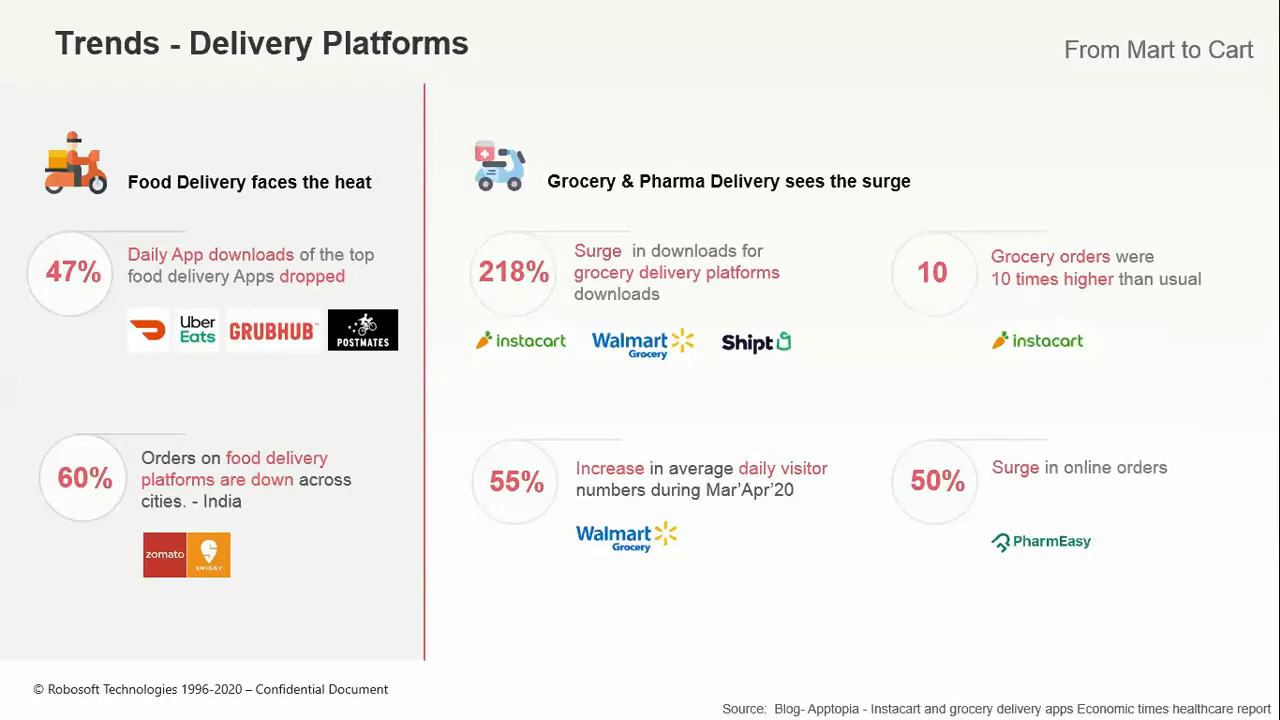 Trends - Delivery Platforms
From Mart to Cart
Food Delivery faces the heat
47%
Daily App downloads of the top
food delivery Apps dropped
Uber
Eats
GRUBHUB™
POSTMATES
60%
Orders on food delivery
platforms are down across
cities. - India
zomato
SWIGGY
Grocery & Pharma Delivery sees the surge
218%
Surge  in downloads for
grocery delivery platforms
downloads
instacart
Walmart
Grocery
Shipt
10
Grocery orders were
10 times higher than usual
instacart
55%
Increase in average daily visitor
numbers during Mar’Apr’20
Walmart
Grocery
50%
Surge in online orders
PharmEasy
© Robosoft Technologies 1996-2020 – Confidential Document
Source:  Blog- Apptopia - Instacart and grocery delivery apps Economic times healthcare report